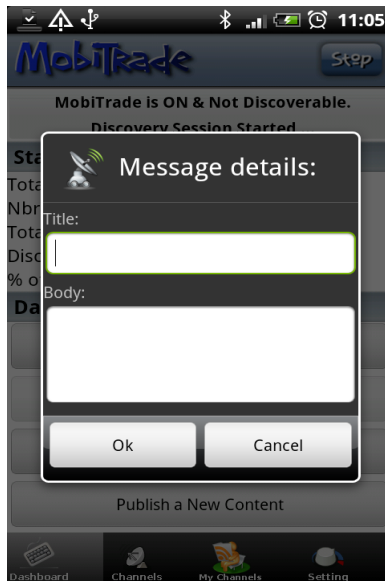 11:05
MobiTrade
Stop
MobiTrade is ON & Not Discoverable.
Discovery Session Started
Message details:
Title:
Body:
Ok
Cancel
Publish a New Content
Dashboard
Channels
My Channels
Setting